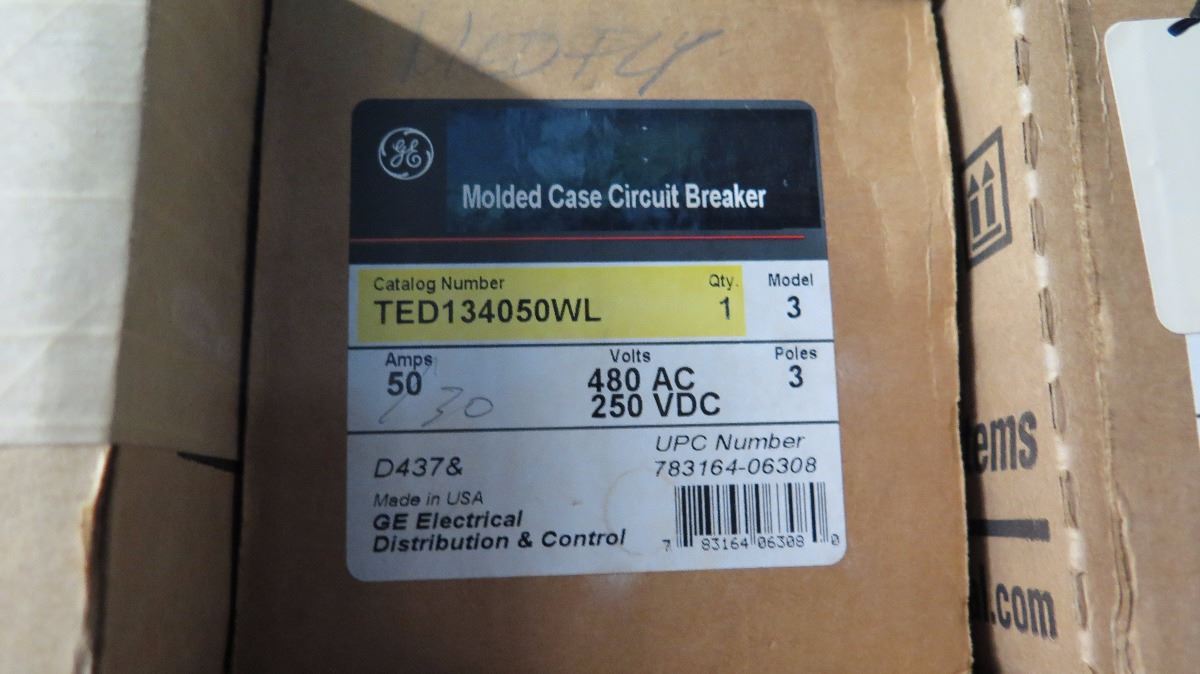 GE
Molded Case Circuit Breaker
Catalog Number Qty. Model
TED134050WL 1 3
Amps Volts Poles
50 480 AC 3
250 VDC
30
UPC Number
D437& 783164-06308
Made in USA
GE Electrical
Distribution & Control
7 83164 06308 0
ems
.com